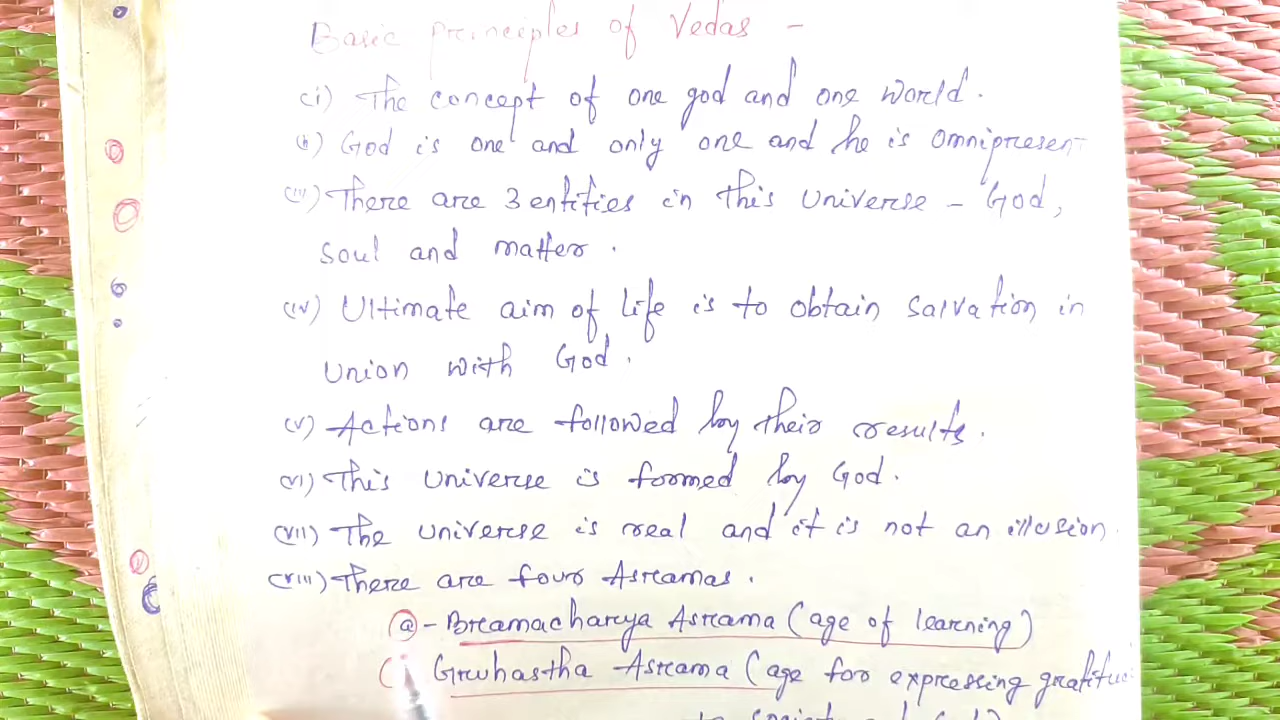 Basic principles of Vedas -
(i) The concept of one god and one world.
(ii) God is one and only one and he is omnipresent
(iii) There are 3 entities in this universe - God,
soul and matter.
(iv) Ultimate aim of life is to obtain salvation in
union with God.
(v) Actions are followed by their results.
(vi) This universe is formed by God.
(vii) The universe is real and it is not an illusion.
(viii) There are four Asramas.
(a) - Bramacharya Asrama (age of learning)
( Gruhastha Asrama (age for expressing gratitu
to society and God)